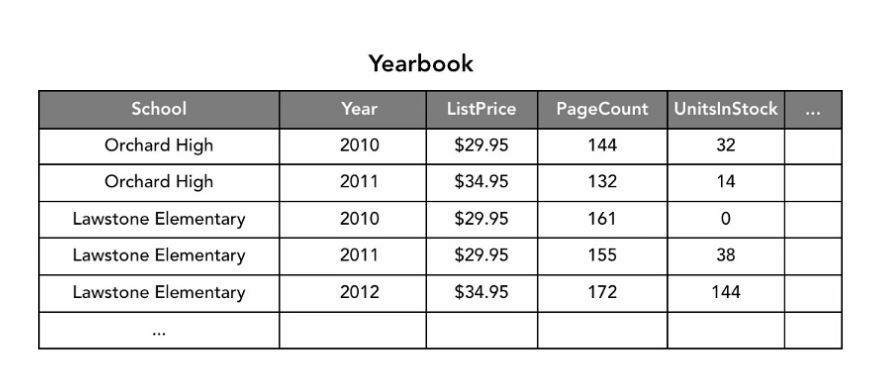 Yearbook
School Year ListPrice PageCount UnitsInStock ...
Orchard High 2010 $29.95 144 32
Orchard High 2011 $34.95 132 14
Lawstone Elementary 2010 $29.95 161 0
Lawstone Elementary 2011 $29.95 155 38
Lawstone Elementary 2012 $34.95 172 144
...